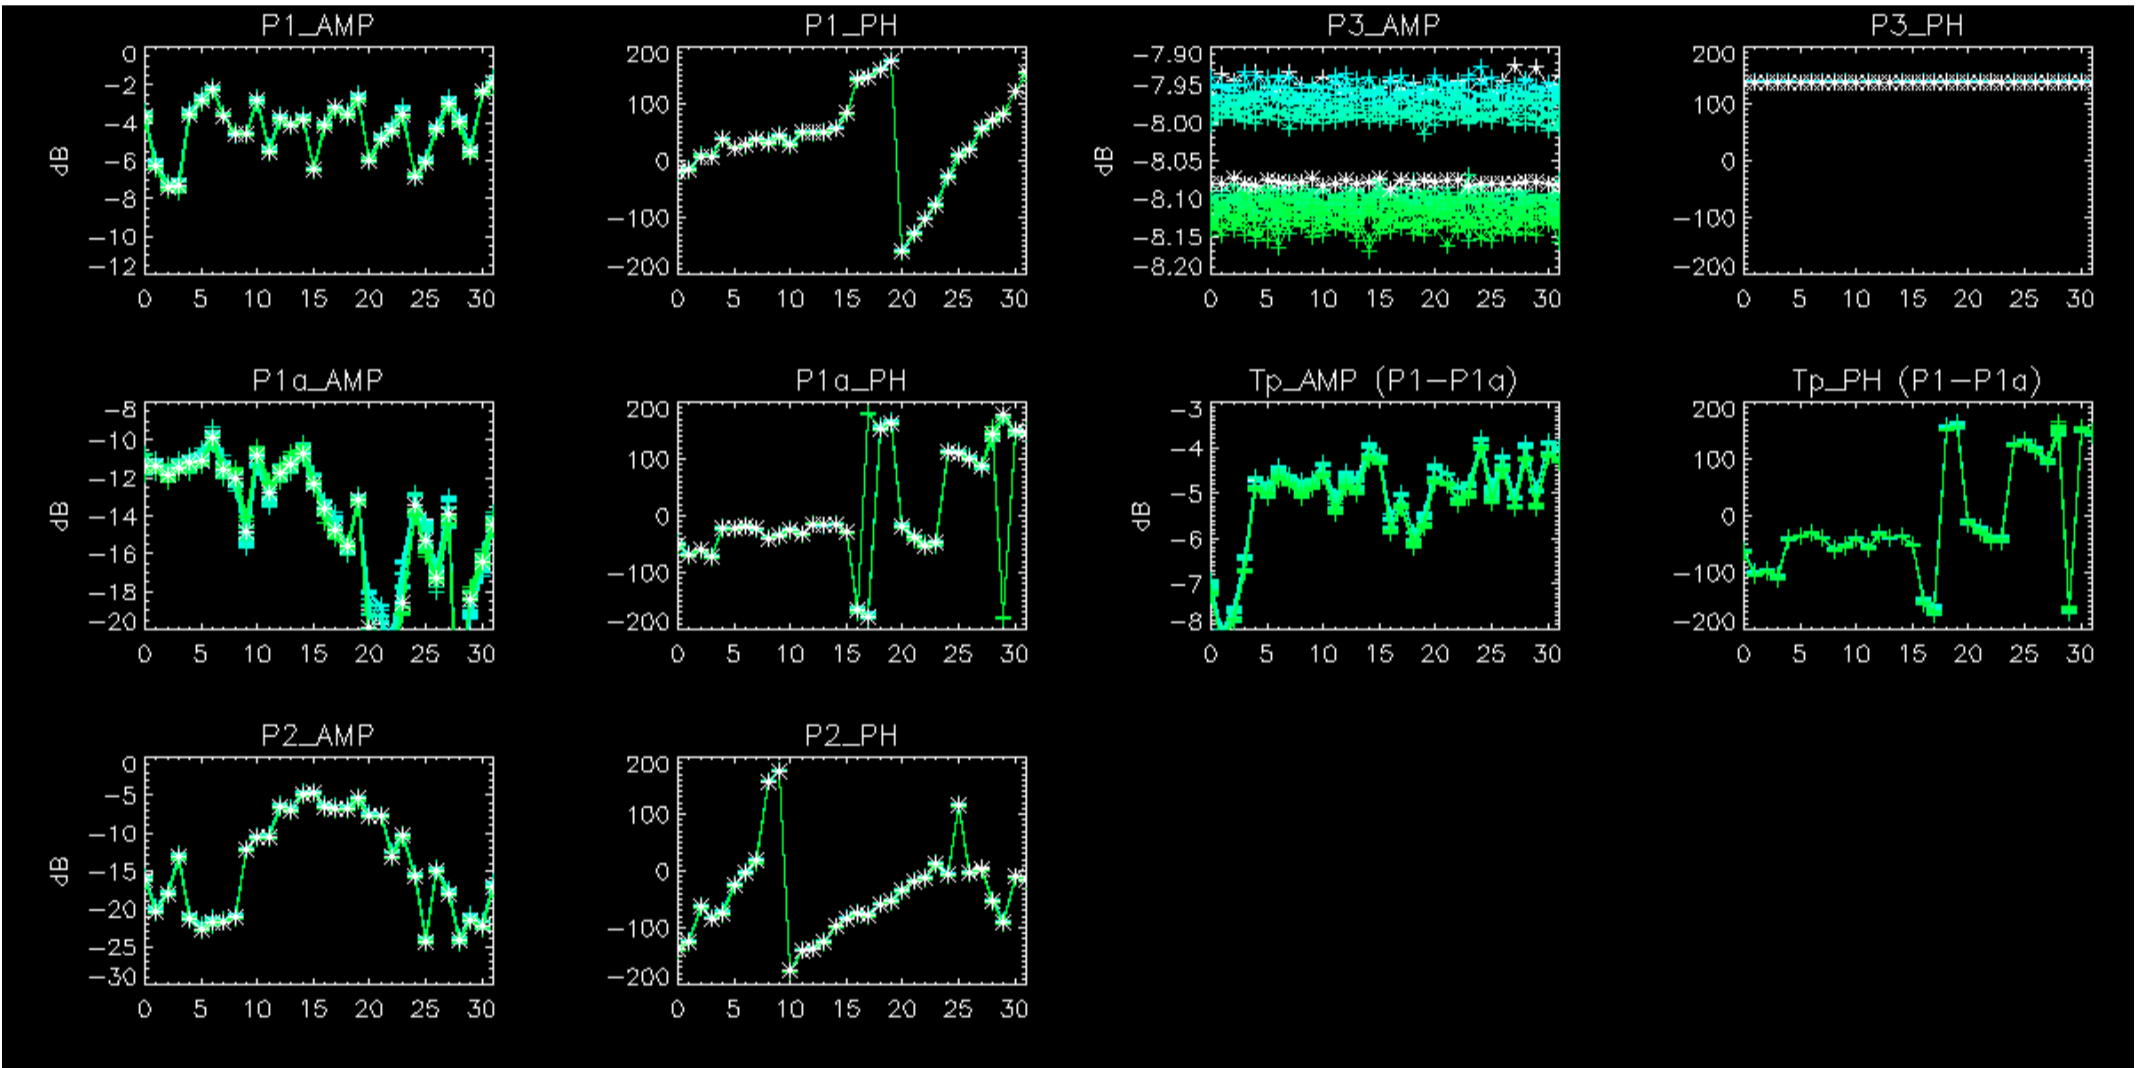 P1_AMP
0
−2
−4
−6
−8
−10
−12
dB
0 5 10 15 20 25 30
P1_PH
200
100
0
−100
−200
0 5 10 15 20 25 30
P3_AMP
−7.90
−7.95
−8.00
−8.05
−8.10
−8.15
−8.20
dB
0 5 10 15 20 25 30
P3_PH
200
100
0
−100
−200
0 5 10 15 20 25 30
P1a_AMP
−8
−10
−12
−14
−16
−18
−20
dB
0 5 10 15 20 25 30
P1a_PH
200
100
0
−100
−200
0 5 10 15 20 25 30
Tp_AMP (P1−P1a)
−3
−4
−5
−6
−7
−8
dB
0 5 10 15 20 25 30
Tp_PH (P1−P1a)
200
100
0
−100
−200
0 5 10 15 20 25 30
P2_AMP
0
−5
−10
−15
−20
−25
−30
dB
0 5 10 15 20 25 30
P2_PH
200
100
0
−100
−200
0 5 10 15 20 25 30